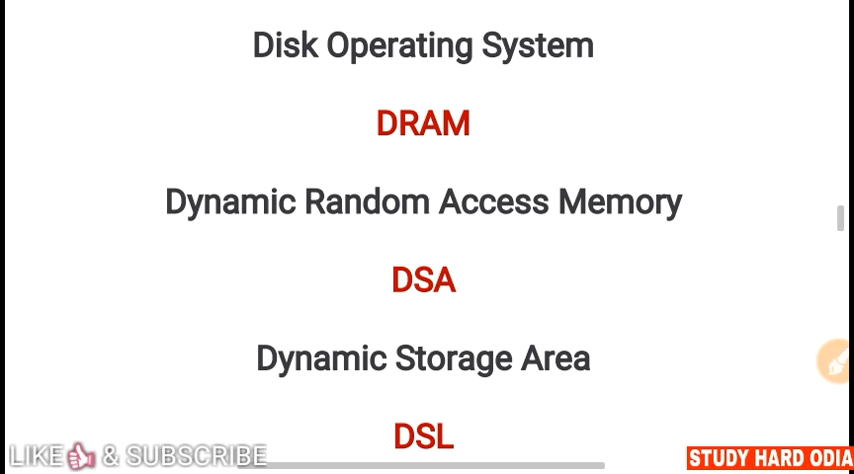 Disk Operating System
DRAM
Dynamic Random Access Memory
DSA
Dynamic Storage Area
DSL
LIKE & SUBSCRIBE
STUDY HARD ODIA